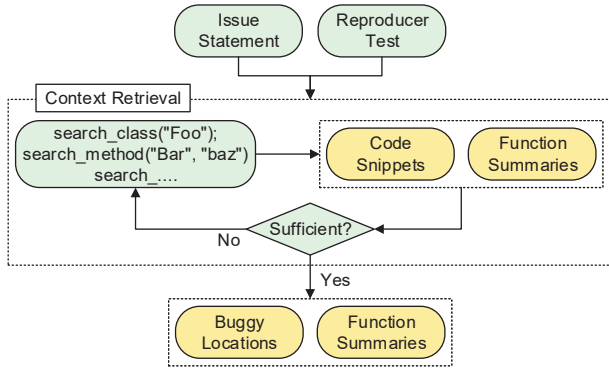 Issue
Statement
Reproducer
Test
Context Retrieval
search_class("Foo");
search_method("Bar", "baz")
search_....
Code
Snippets
Function
Summaries
Sufficient?
No
Yes
Buggy
Locations
Function
Summaries